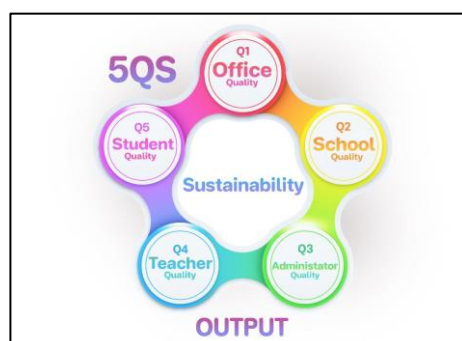 5QS
Q1
Office
Quality
Q2
School
Quality
Q3
Administator
Quality
Q4
Teacher
Quality
Q5
Student
Quality
Sustainability
OUTPUT